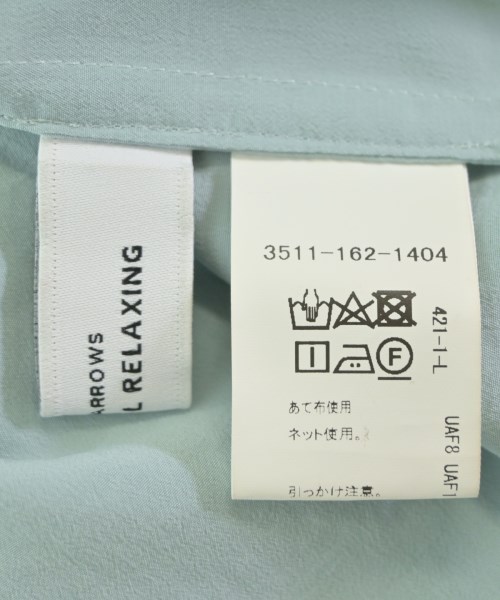 ARROWS
L RELAXING
3511-162-1404
F
あて布使用
ネット使用。
引っかけ注意。
421-1-L
UAF8 UAF1